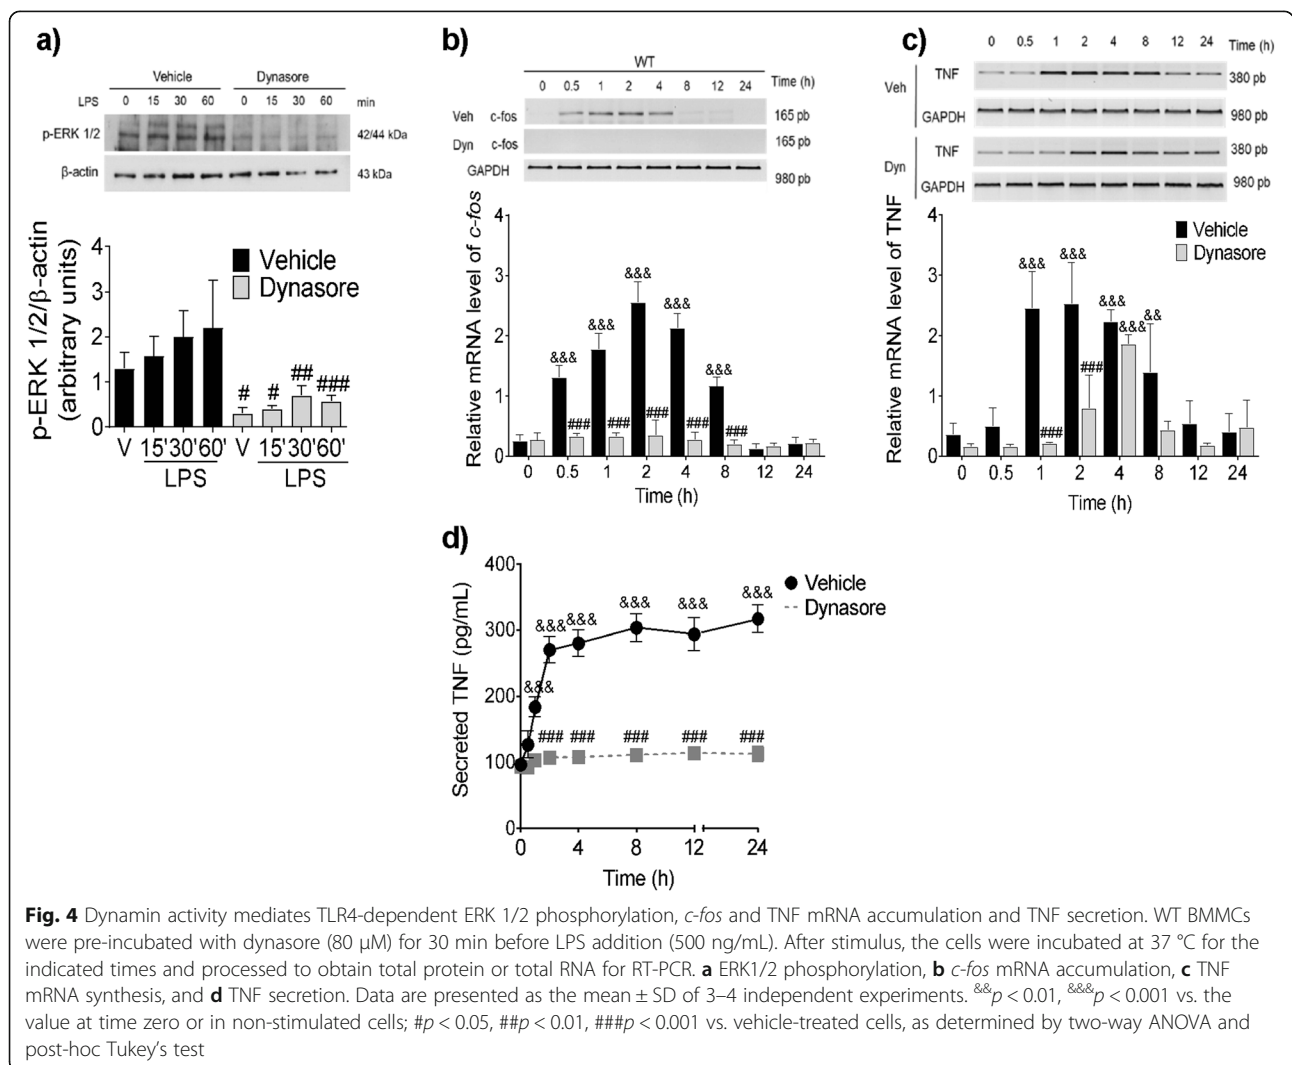 a)
Vehicle Dynasore
LPS 0 15 30 60 0 15 30 60 min
p-ERK 1/2 42/44 kDa
β-actin 43 kDa
p-ERK 1/2/β-actin
(arbitrary units)
4
3
2
1
0
Vehicle
Dynasore
# # ## ###
V 15' 30' 60' V 15' 30' 60'
LPS LPS
b)
WT
0 0.5 1 2 4 8 12 24 Time (h)
Veh c-fos 165 pb
Dyn c-fos 165 pb
GAPDH 980 pb
Relative mRNA level of c-fos
4
3
2
1
0
&&& &&& &&& &&& &&&
### ### ### ### ###
0 0.5 1 2 4 8 12 24
Time (h)
c)
0 0.5 1 2 4 8 12 24 Time (h)
Veh TNF 380 pb
GAPDH 980 pb
Dyn TNF 380 pb
GAPDH 980 pb
Relative mRNA level of TNF
4
3
2
1
0
Vehicle
Dynasore
&&& &&& &&& &&& &&
### ###
0 0.5 1 2 4 8 12 24
Time (h)
d)
Secreted TNF (pg/mL)
400
300
200
100
0
Vehicle
Dynasore
&&& &&& &&& &&& &&& &&&
### ### ### ### ###
0 4 8 12 24
Time (h)
Fig. 4 Dynamin activity mediates TLR4-dependent ERK 1/2 phosphorylation, c-fos and TNF mRNA accumulation and TNF secretion. WT BMMCs
were pre-incubated with dynasore (80 μM) for 30 min before LPS addition (500 ng/mL). After stimulus, the cells were incubated at 37 °C for the
indicated times and processed to obtain total protein or total RNA for RT-PCR. a ERK1/2 phosphorylation, b c-fos mRNA accumulation, c TNF
mRNA synthesis, and d TNF secretion. Data are presented as the mean ± SD of 3–4 independent experiments. &&p < 0.01, &&&p < 0.001 vs. the
value at time zero or in non-stimulated cells; #p < 0.05, ##p < 0.01, ###p < 0.001 vs. vehicle-treated cells, as determined by two-way ANOVA and
post-hoc Tukey's test